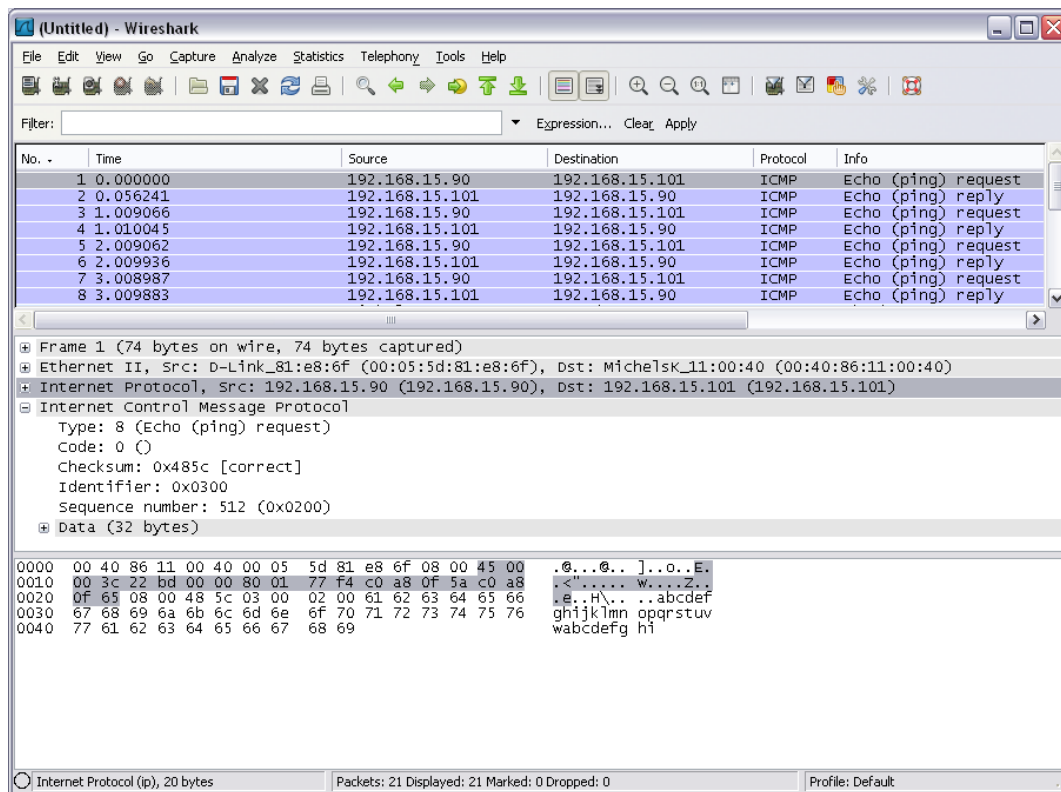 (Untitled) - Wireshark
File Edit View Go Capture Analyze Statistics Telephony Tools Help
Filter: Expression... Clear Apply
No. Time Source Destination Protocol Info
1 0.000000 192.168.15.90 192.168.15.101 ICMP Echo (ping) request
2 0.056241 192.168.15.101 192.168.15.90 ICMP Echo (ping) reply
3 1.009066 192.168.15.90 192.168.15.101 ICMP Echo (ping) request
4 1.010045 192.168.15.101 192.168.15.90 ICMP Echo (ping) reply
5 2.009062 192.168.15.90 192.168.15.101 ICMP Echo (ping) request
6 2.009936 192.168.15.101 192.168.15.90 ICMP Echo (ping) reply
7 3.008987 192.168.15.90 192.168.15.101 ICMP Echo (ping) request
8 3.009883 192.168.15.101 192.168.15.90 ICMP Echo (ping) reply
Frame 1 (74 bytes on wire, 74 bytes captured)
Ethernet II, Src: D-Link_81:e8:6f (00:05:5d:81:e8:6f), Dst: MichelsK_11:00:40 (00:40:86:11:00:40)
Internet Protocol, Src: 192.168.15.90 (192.168.15.90), Dst: 192.168.15.101 (192.168.15.101)
Internet Control Message Protocol
Type: 8 (Echo (ping) request)
Code: 0 ()
Checksum: 0x485c [correct]
Identifier: 0x0300
Sequence number: 512 (0x0200)
Data (32 bytes)
0000 00 40 86 11 00 40 00 05 5d 81 e8 6f 08 00 45 00 .@...@.. ]..o..E.
0010 00 3c 22 bd 00 00 80 01 77 f4 c0 a8 0f 5a c0 a8 .<"..... w....Z..
0020 0f 65 08 00 48 5c 03 00 02 00 61 62 63 64 65 66 .e..H\.. ..abcdef
0030 67 68 69 6a 6b 6c 6d 6e 6f 70 71 72 73 74 75 76 ghijklmn opqrstuv
0040 77 61 62 63 64 65 66 67 68 69 wabcdefg hi
Internet Protocol (ip), 20 bytes Packets: 21 Displayed: 21 Marked: 0 Dropped: 0 Profile: Default